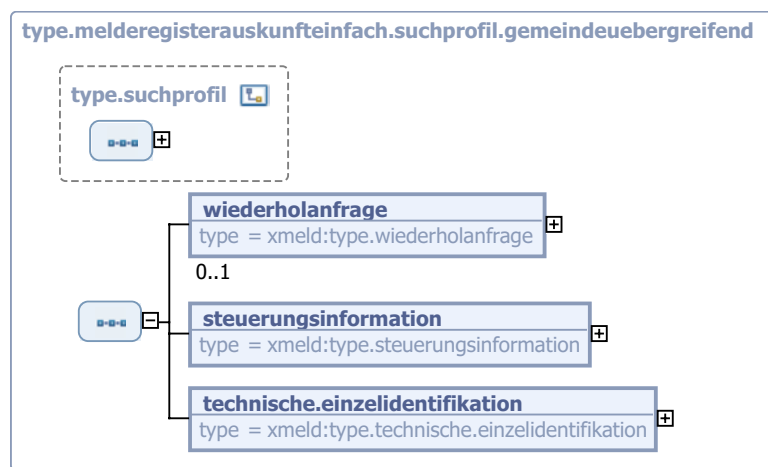 type.melderegisterauskunfteinfach.suchprofil.gemeindeuebergreifend
type.suchprofil
wiederholanfrage
type = xmeld:type.wiederholanfrage
0..1
steuerungsinformation
type = xmeld:type.steuerungsinformation
technische.einzelidentifikation
type = xmeld:type.technische.einzelidentifikation